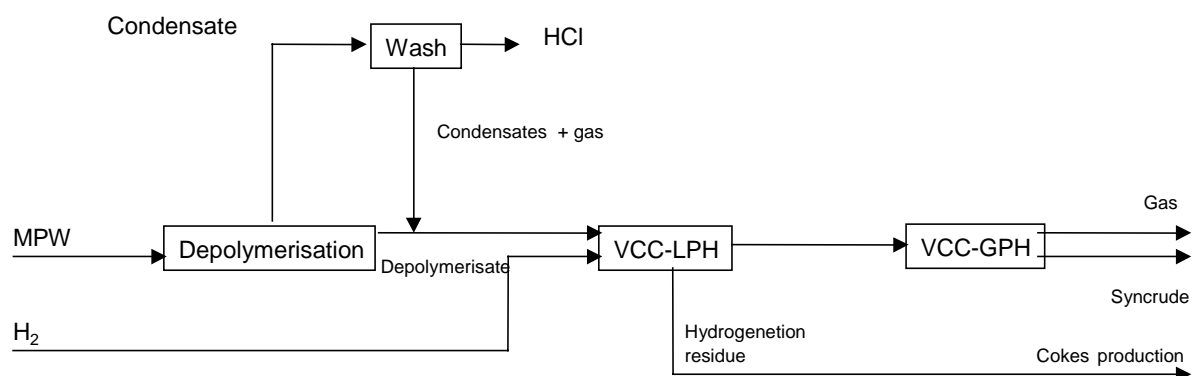 Condensate
Wash
HCl
Condensates + gas
MPW
Depolymerisation
Depolymerisate
VCC-LPH
VCC-GPH
Gas
Syncrude
H₂
Hydrogenetion
residue
Cokes production